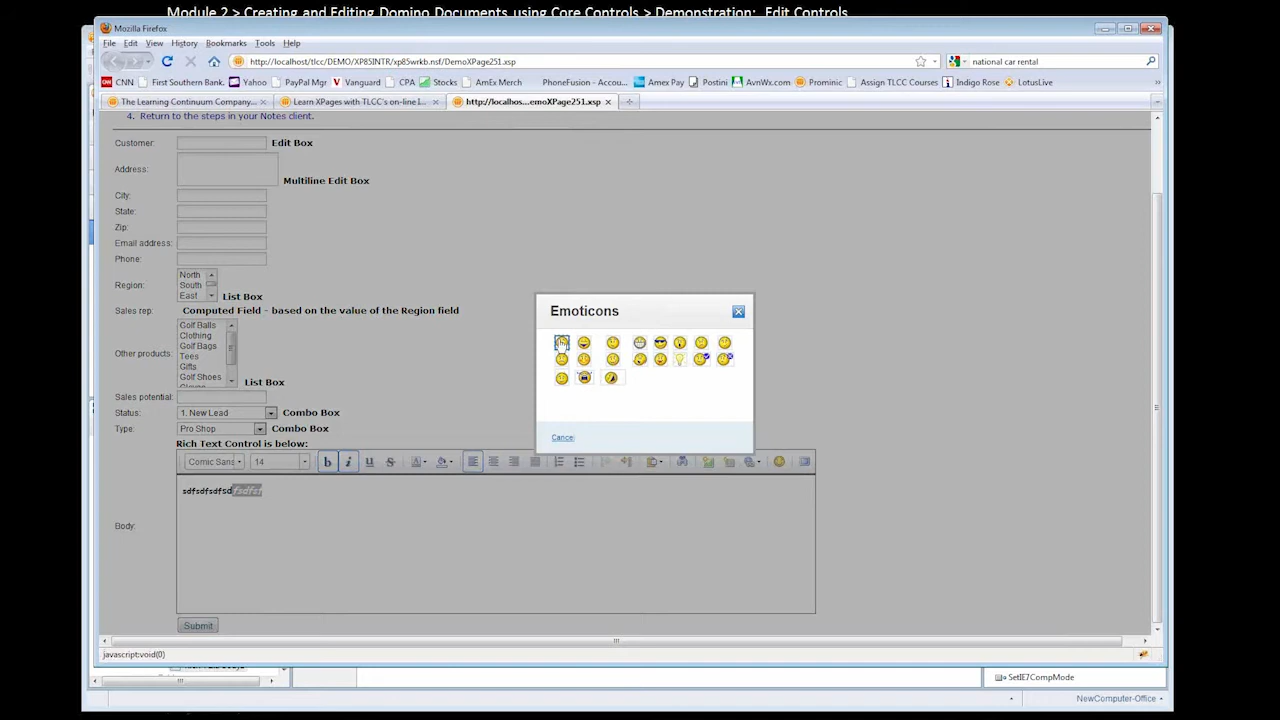 Module 2 > Creating and Editing Domino Documents using Core Controls > Demonstration: Edit Controls
Mozilla Firefox
File Edit View History Bookmarks Tools Help
http://localhost/tlcc/DEMO/XP85INTR/xp85wrkb.nsf/DemoXPage251.xsp
national car rental
CNN First Southern Bank. Yahoo PayPal Mgr Vanguard CPA Stocks AmEx Merch PhoneFusion - Accou... Amex Pay Postini AvnWx.com Prominic Assign TLCC Courses Indigo Rose LotusLive
The Learning Continuum Company... Learn XPages with TLCC's on-line I... http://localhos...emoXPage251.xsp
4. Return to the steps in your Notes client.
Customer: Edit Box
Address: Multiline Edit Box
City:
State:
Zip:
Email address:
Phone:
Region: North
South
East List Box
Sales rep: Computed Field - based on the value of the Region field
Other products: Golf Balls
Clothing
Golf Bags
Tees
Gifts
Golf Shoes
List Box
Sales potential:
Status: 1. New Lead Combo Box
Type: Pro Shop Combo Box
Rich Text Control is below:
Comic Sans 14 b i U S
sdfsdfsdfsdfsdfsf
Body:
Submit
Emoticons
Cancel
javascript:void(0)
SetIE7CompMode
NewComputer-Office